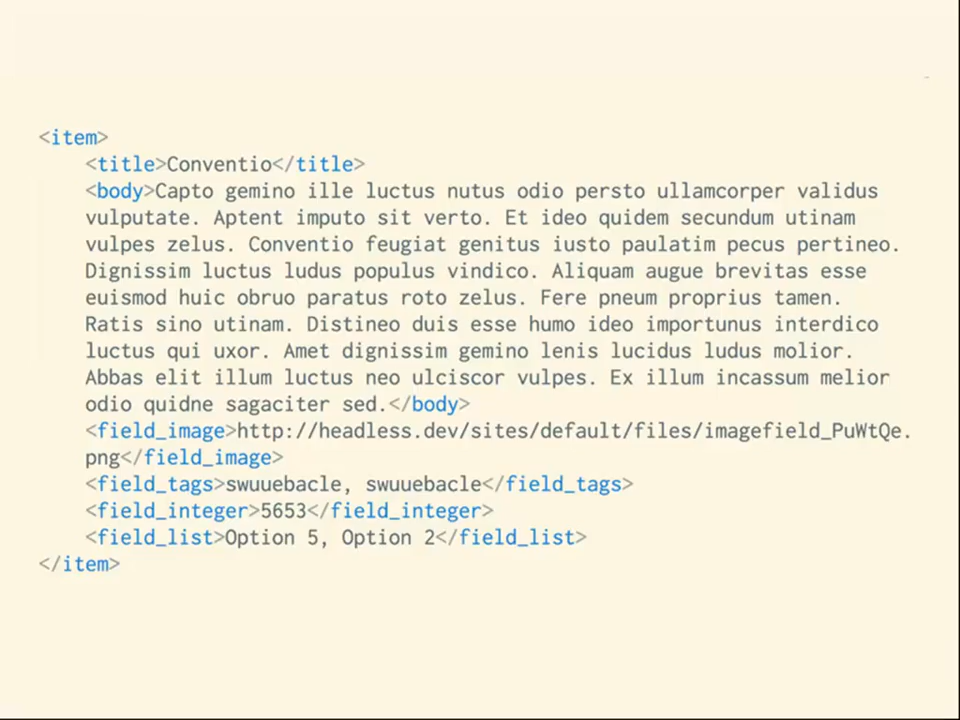 <item>
<title>Conventio</title>
<body>Capto gemino ille luctus nutus odio persto ullamcorper validus
vulputate. Aptent imputo sit verto. Et ideo quidem secundum utinam
vulpes zelus. Conventio feugiat genitus iusto paulatim pecus pertineo.
Dignissim luctus ludus populus vindico. Aliquam augue brevitas esse
euismod huic obruo paratus roto zelus. Fere pneum proprius tamen.
Ratis sino utinam. Distineo duis esse humo ideo importunus interdico
luctus qui uxor. Amet dignissim gemino lenis lucidus ludus molior.
Abbas elit illum luctus neo ulciscor vulpes. Ex illum incassum melior
odio quidne sagaciter sed.</body>
<field_image>http://headless.dev/sites/default/files/imagefield_PuWtQe.
png</field_image>
<field_tags>swuuebacle, swuuebacle</field_tags>
<field_integer>5653</field_integer>
<field_list>Option 5, Option 2</field_list>
</item>